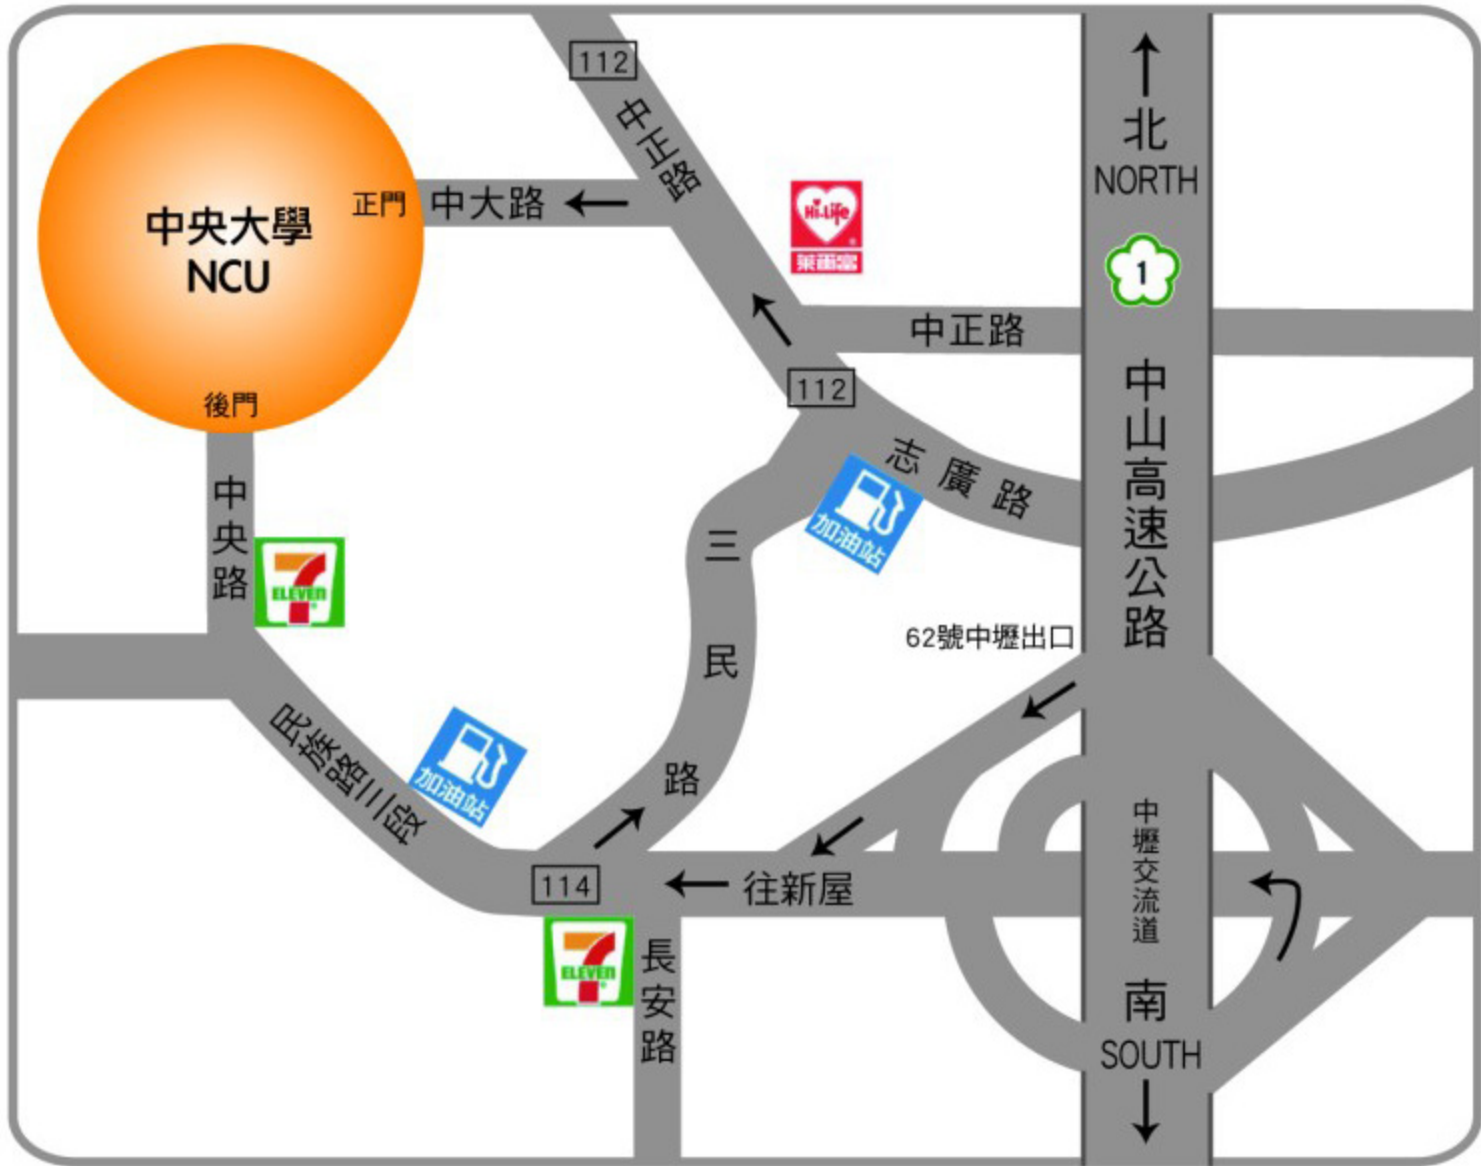 112
中正路
北
NORTH
正門
中大路
中央大學
NCU
Hi-Life
萊爾富
1
中正路
112
中山高速公路
後門
志廣路
中央路
加油站
三民路
7
ELEVEN
62號中壢出口
民族路三段
加油站
中壢交流道
114
往新屋
7
ELEVEN
長安路
南
SOUTH